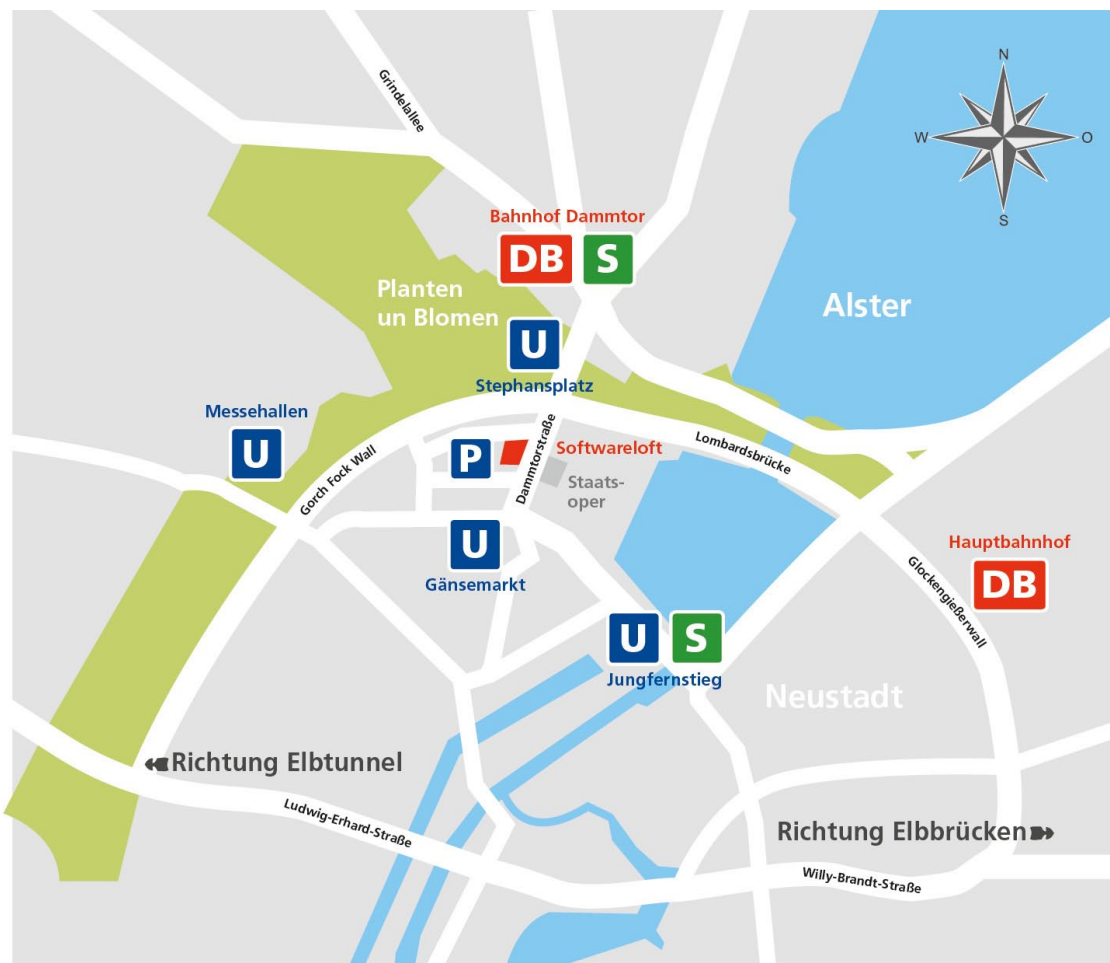 N
W
O
S
Grindelallee
Bahnhof Dammtor
DB
S
Planten
un Blomen
Alster
U
Stephansplatz
Messehallen
U
Gorch Fock Wall
P
Dammtorstraße
Softwareloft
Staats-
oper
Lombardsbrücke
U
Gänsemarkt
Hauptbahnhof
DB
Glockengießerwall
U
S
Jungfernstieg
Neustadt
Richtung Elbtunnel
Ludwig-Erhard-Straße
Richtung Elbbrücken
Willy-Brandt-Straße